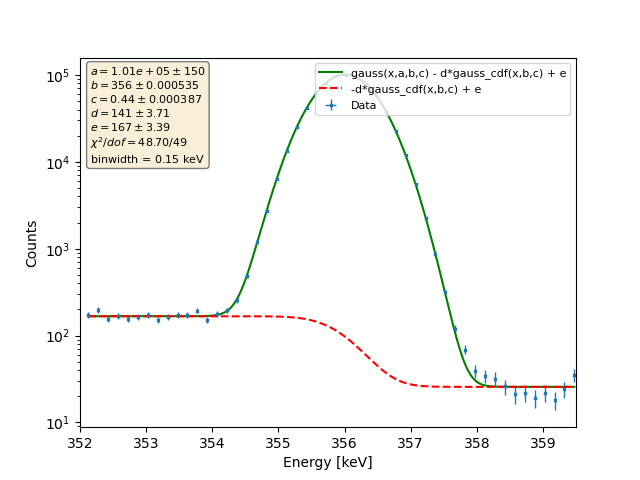 a = 1.01e + 05 ± 150
b = 356 ± 0.000535
c = 0.44 ± 0.000387
d = 141 ± 3.71
e = 167 ± 3.39
χ²/dof = 48.70/49
binwidth = 0.15 keV
gauss(x,a,b,c) - d*gauss_cdf(x,b,c) + e
-d*gauss_cdf(x,b,c) + e
Data
Counts
10⁵
10⁴
10³
10²
10¹
352 353 354 355 356 357 358 359
Energy [keV]